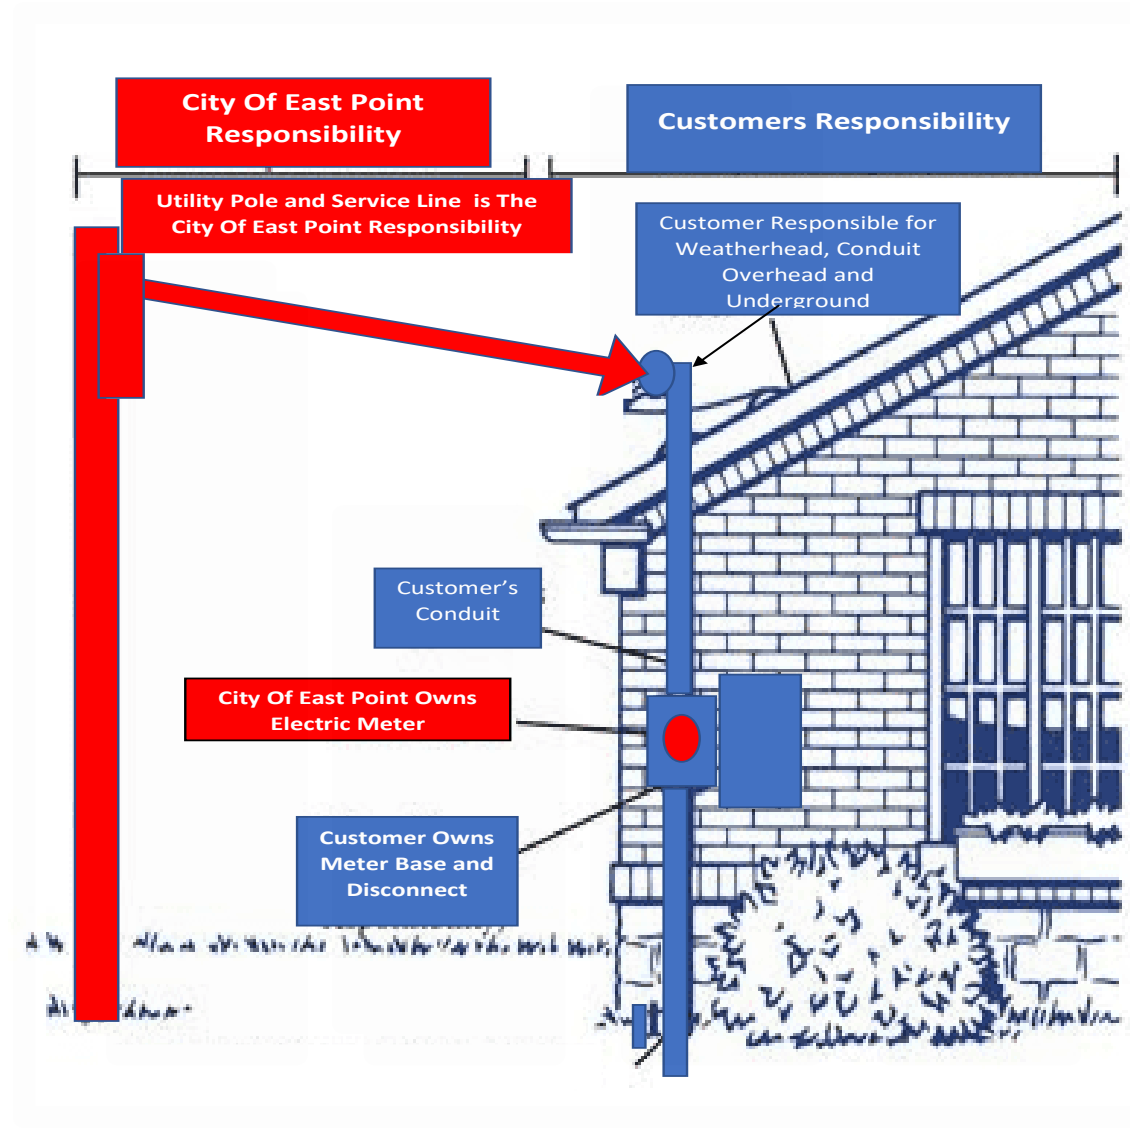 City Of East Point
Responsibility
Customers Responsibility
Utility Pole and Service Line is The
City Of East Point Responsibility
Customer Responsible for
Weatherhead, Conduit
Overhead and
Underground
Customer's
Conduit
City Of East Point Owns
Electric Meter
Customer Owns
Meter Base and
Disconnect